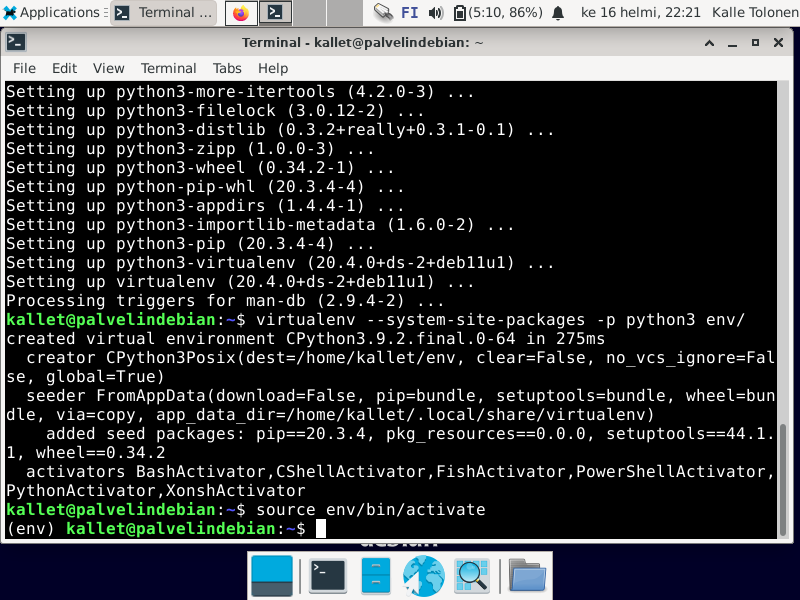 Applications
Terminal ...
FI
(5:10, 86%)
ke 16 helmi, 22:21
Kalle Tolonen
Terminal - kallet@palvelindebian: ~
File Edit View Terminal Tabs Help
Setting up python3-more-itertools (4.2.0-3) ...
Setting up python3-filelock (3.0.12-2) ...
Setting up python3-distlib (0.3.2+really+0.3.1-0.1) ...
Setting up python3-zipp (1.0.0-3) ...
Setting up python3-wheel (0.34.2-1) ...
Setting up python-pip-whl (20.3.4-4) ...
Setting up python3-appdirs (1.4.4-1) ...
Setting up python3-importlib-metadata (1.6.0-2) ...
Setting up python3-pip (20.3.4-4) ...
Setting up python3-virtualenv (20.4.0+ds-2+deb11u1) ...
Setting up virtualenv (20.4.0+ds-2+deb11u1) ...
Processing triggers for man-db (2.9.4-2) ...
kallet@palvelindebian:~$ virtualenv --system-site-packages -p python3 env/
created virtual environment CPython3.9.2.final.0-64 in 275ms
  creator CPython3Posix(dest=/home/kallet/env, clear=False, no_vcs_ignore=Fal
se, global=True)
  seeder FromAppData(download=False, pip=bundle, setuptools=bundle, wheel=bun
dle, via=copy, app_data_dir=/home/kallet/.local/share/virtualenv)
    added seed packages: pip==20.3.4, pkg_resources==0.0.0, setuptools==44.1.
1, wheel==0.34.2
  activators BashActivator,CShellActivator,FishActivator,PowerShellActivator,
PythonActivator,XonshActivator
kallet@palvelindebian:~$ source env/bin/activate
(env) kallet@palvelindebian:~$